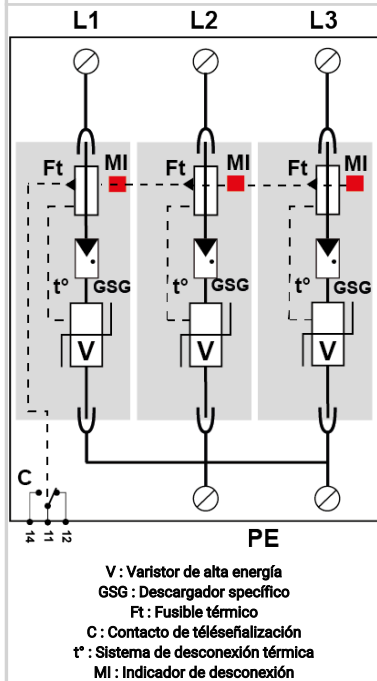 L1 L2 L3
Ft MI Ft MI Ft MI
t° GSG t° GSG t° GSG
V V V
C
14 11 12
PE
V : Varistor de alta energía
GSG : Descargador specífico
Ft : Fusible térmico
C : Contacto de téléseñalización
t° : Sistema de desconexión térmica
MI : Indicador de desconexión